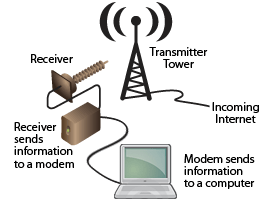 Receiver
Transmitter
Tower
Incoming
Internet
Receiver
sends
information
to a modem
Modem sends
information
to a computer